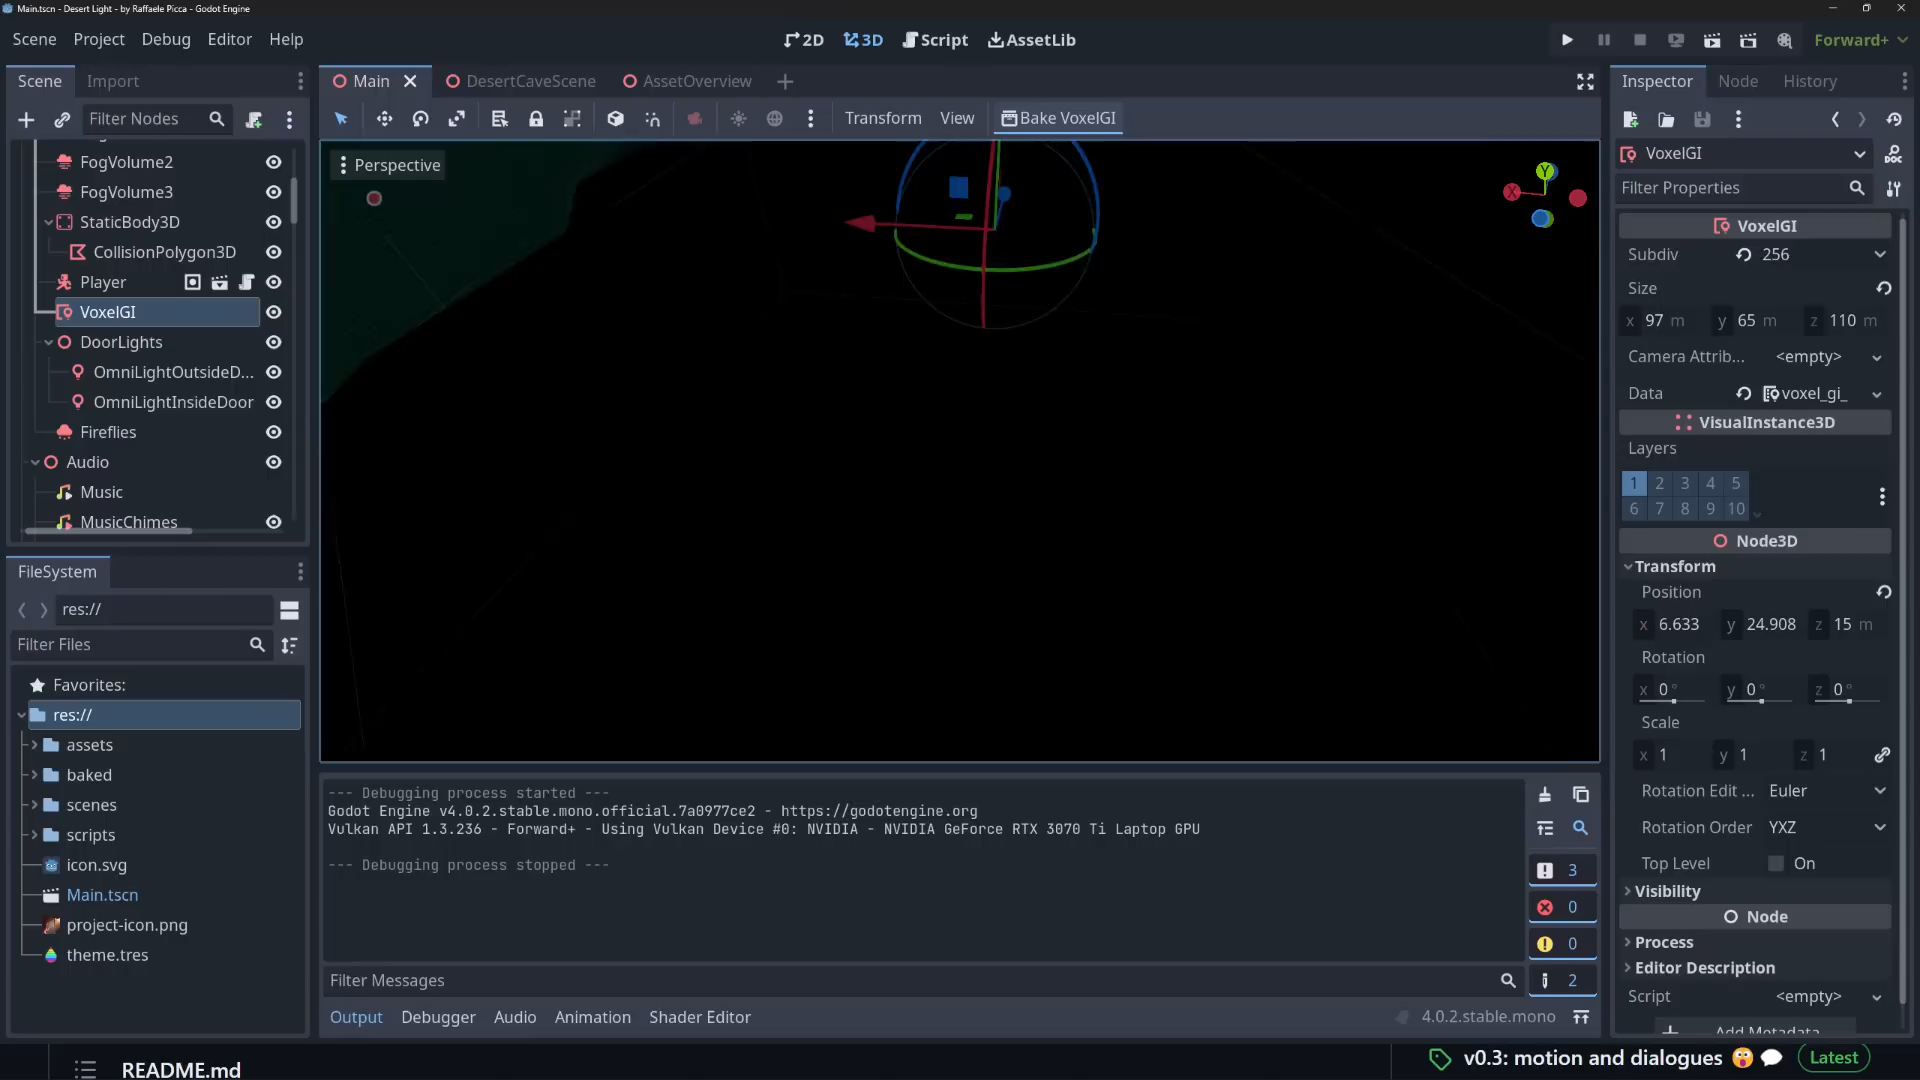 Main.tscn - Desert Light - by Raffaele Picca - Godot Engine
Scene Project Debug Editor Help
2D 3D Script AssetLib
Forward+
Scene Import
Filter Nodes
FogVolume2
FogVolume3
StaticBody3D
CollisionPolygon3D
Player
VoxelGI
DoorLights
OmniLightOutsideD...
OmniLightInsideDoor
Fireflies
Audio
Music
MusicChimes
FileSystem
res://
Filter Files
Favorites:
res://
assets
baked
scenes
scripts
icon.svg
Main.tscn
project-icon.png
theme.tres
Main DesertCaveScene AssetOverview
Transform View Bake VoxelGI
Perspective
Y
X
--- Debugging process started ---
Godot Engine v4.0.2.stable.mono.official.7a0977ce2 - https://godotengine.org
Vulkan API 1.3.236 - Forward+ - Using Vulkan Device #0: NVIDIA - NVIDIA GeForce RTX 3070 Ti Laptop GPU
--- Debugging process stopped ---
3
0
0
2
Filter Messages
Output Debugger Audio Animation Shader Editor
4.0.2.stable.mono
Inspector Node History
VoxelGI
DOC
Filter Properties
VoxelGI
Subdiv 256
Size
x 97 m y 65 m z 110 m
Camera Attrib... <empty>
Data voxel_gi_
VisualInstance3D
Layers
1 2 3 4 5
6 7 8 9 10
Node3D
Transform
Position
x 6.633 y 24.908 z 15 m
Rotation
x 0 ° y 0 ° z 0 °
Scale
x 1 y 1 z 1
Rotation Edit ... Euler
Rotation Order YXZ
Top Level On
Visibility
Node
Process
Editor Description
Script <empty>
Add Metadata
README.md
v0.3: motion and dialogues 😲 💬 Latest